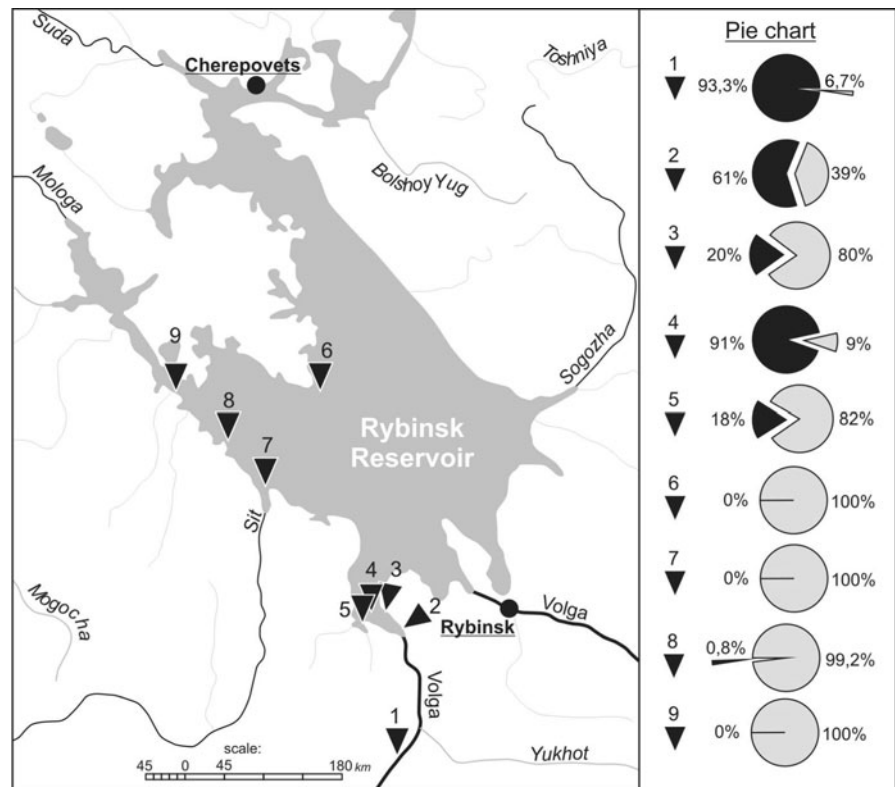 Suda
Cherepovets
Toshniya
Mologa
Bolshoy Yug
Sogozha
9
6
8
7
Rybinsk
Reservoir
Sit
Mogocha
4
3
5
2
Rybinsk
Volga
Volga
1
Yukhot
scale:
45 0 45 180 km
Pie chart
1
93,3% 6,7%
2
61% 39%
3
20% 80%
4
91% 9%
5
18% 82%
6
0% 100%
7
0% 100%
8
0,8% 99,2%
9
0% 100%